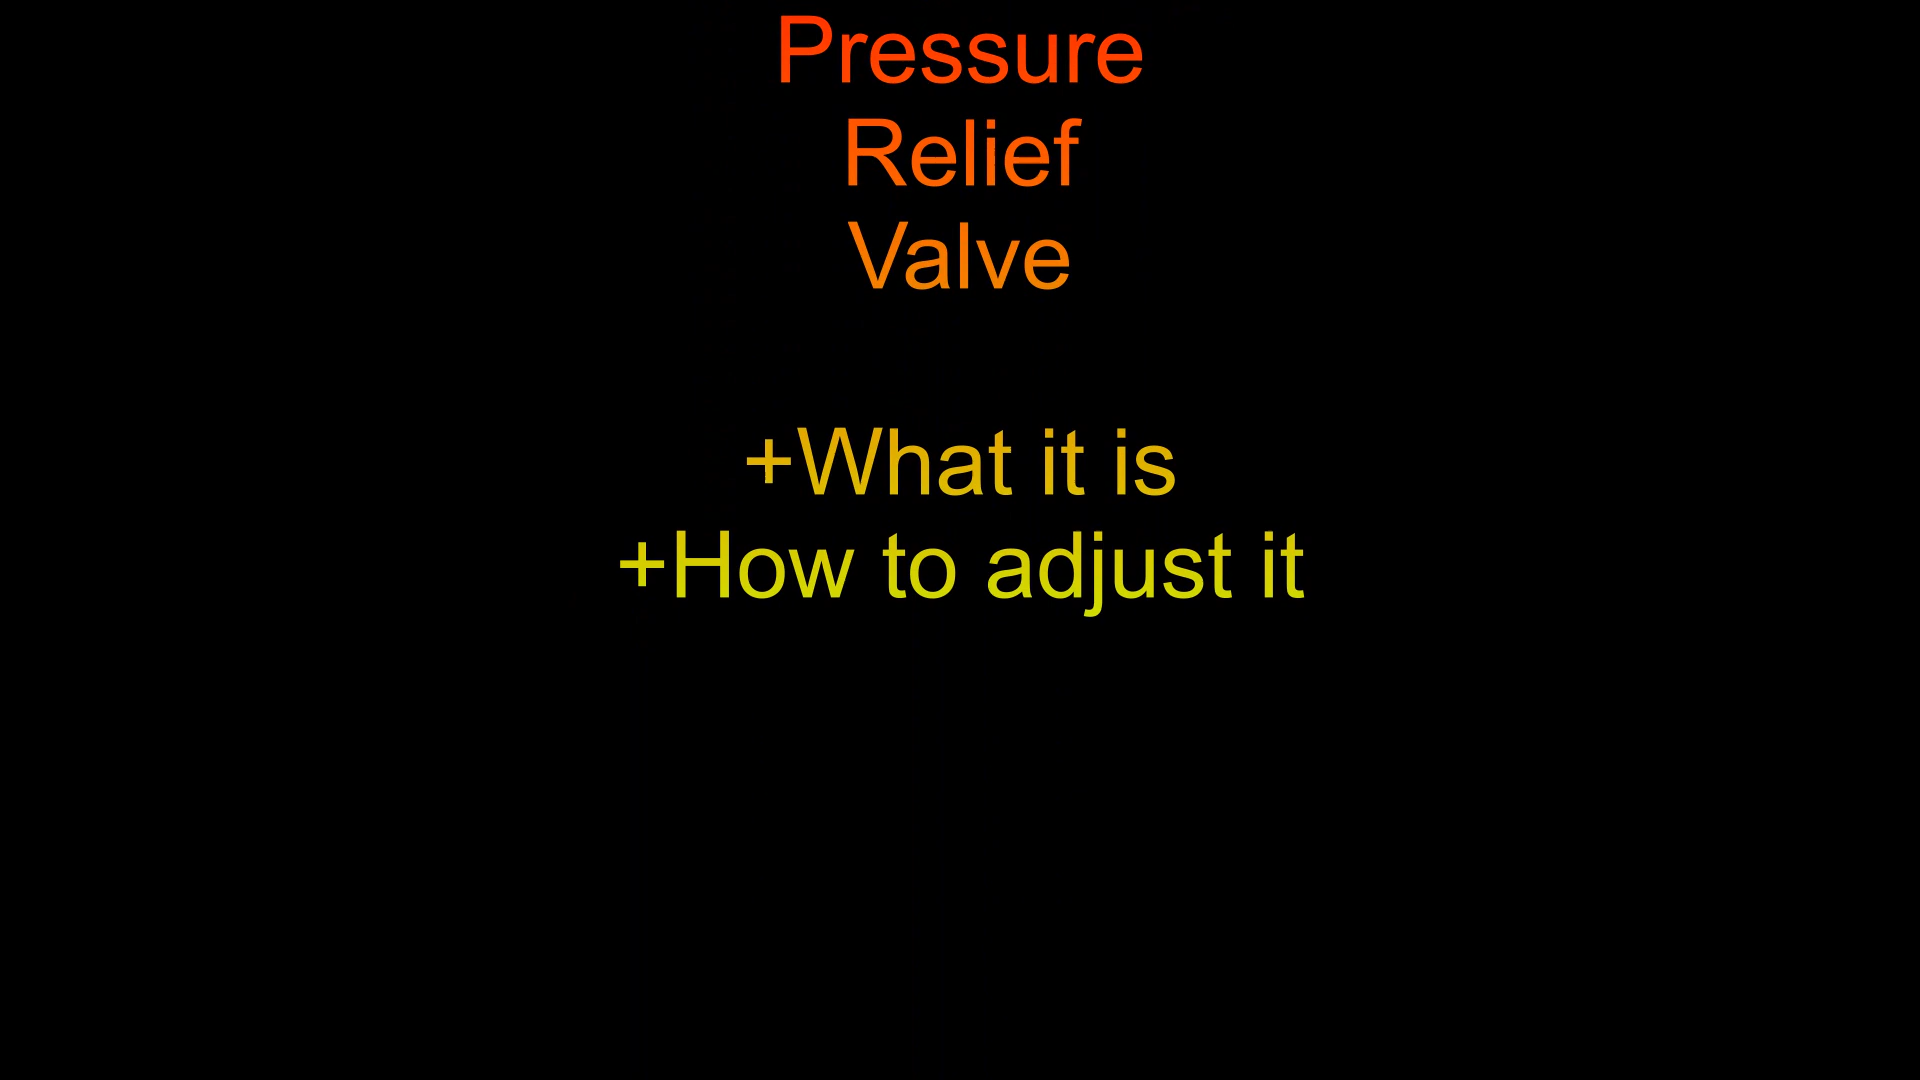 Pressure
Relief
Valve
+What it is
+How to adjust it